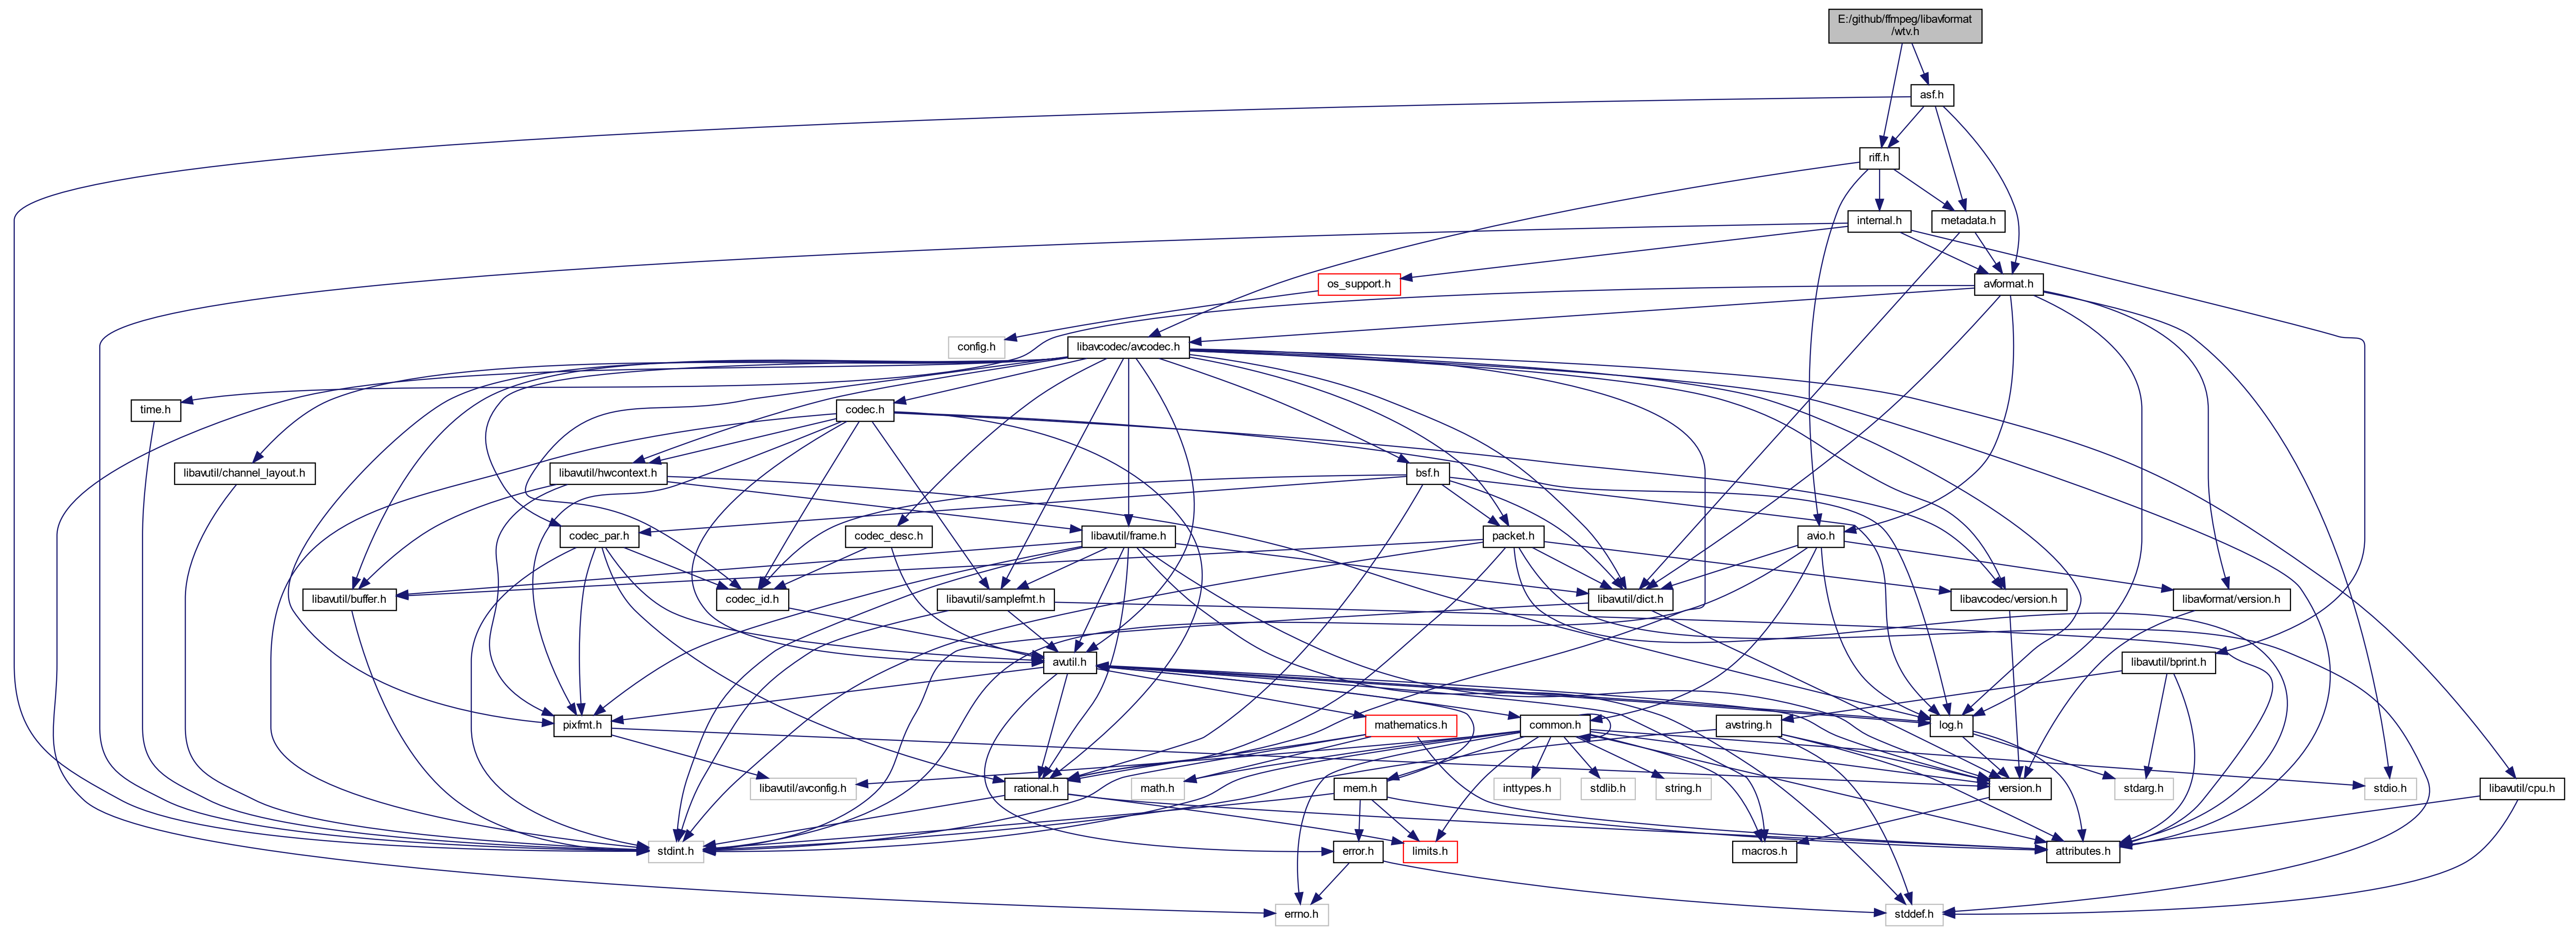 E:/github/ffmpeg/libavformat
/wtv.h
asf.h
riff.h
internal.h
metadata.h
os_support.h
avformat.h
config.h
libavcodec/avcodec.h
time.h
codec.h
libavutil/channel_layout.h
libavutil/hwcontext.h
bsf.h
codec_par.h
codec_desc.h
libavutil/frame.h
packet.h
avio.h
libavutil/buffer.h
codec_id.h
libavutil/samplefmt.h
libavutil/dict.h
libavcodec/version.h
libavformat/version.h
avutil.h
libavutil/bprint.h
pixfmt.h
mathematics.h
common.h
avstring.h
log.h
libavutil/avconfig.h
rational.h
math.h
mem.h
inttypes.h
stdlib.h
string.h
version.h
stdarg.h
stdio.h
libavutil/cpu.h
stdint.h
error.h
limits.h
macros.h
attributes.h
errno.h
stddef.h